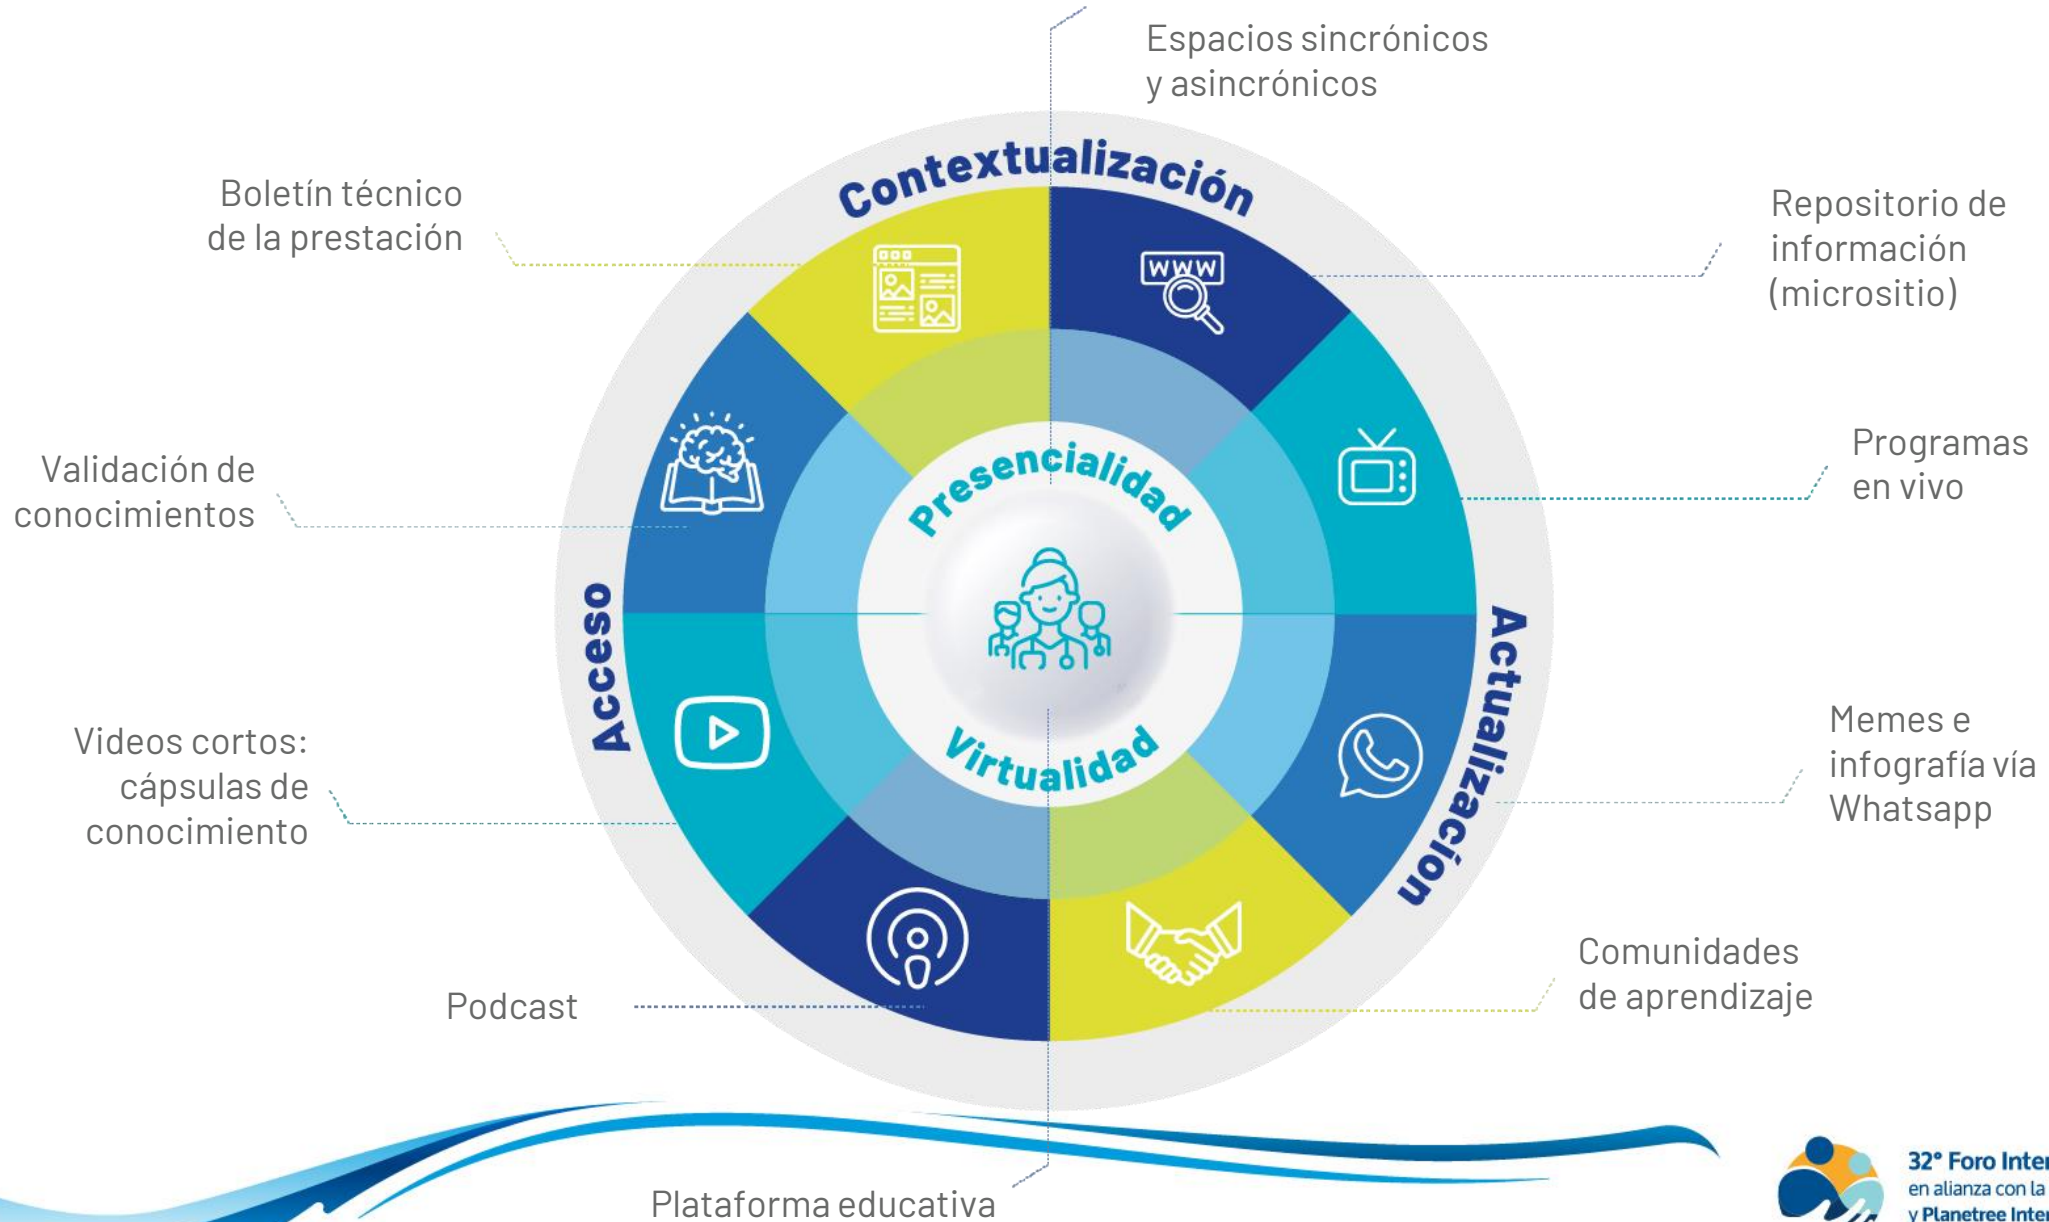 Espacios sincrónicos
y asincrónicos
Contextualización
Boletín técnico
de la prestación
Repositorio de
información
(micrositio)
WWW
Programas
en vivo
Validación de
conocimientos
Presencialidad
Virtualidad
Acceso
Actualizacíon
Memes e
infografía vía
Whatsapp
Videos cortos:
cápsulas de
conocimiento
Comunidades
de aprendizaje
Podcast
Plataforma educativa
32° Foro Inter
en alianza con la
y Planetree Inter